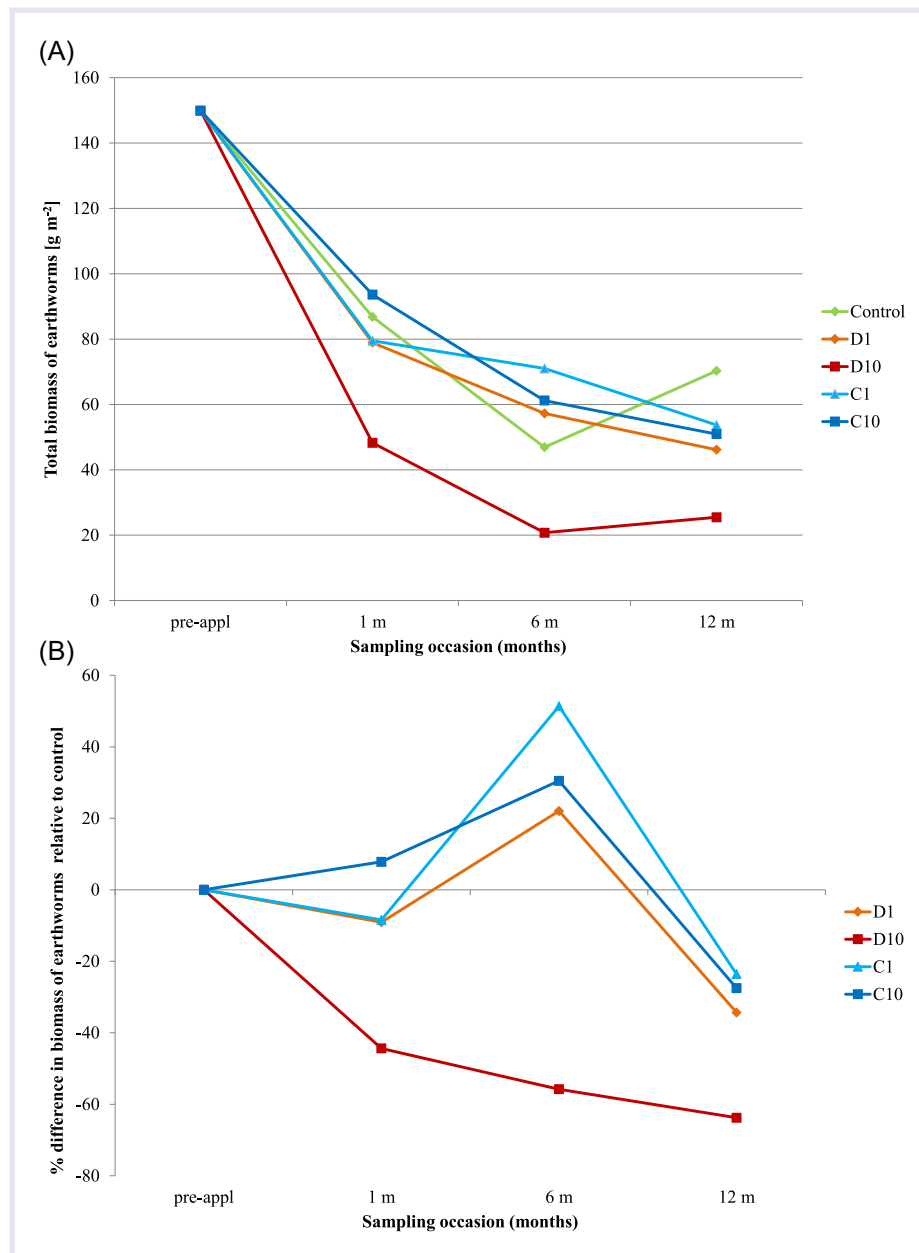 (A)
Total biomass of earthworms [g m-2]
160
140
120
100
80
60
40
20
0
pre-appl 1 m 6 m 12 m
Sampling occasion (months)
Control
D1
D10
C1
C10
(B)
% difference in biomass of earthworms relative to control
60
40
20
0
-20
-40
-60
-80
pre-appl 1 m 6 m 12 m
Sampling occasion (months)
D1
D10
C1
C10